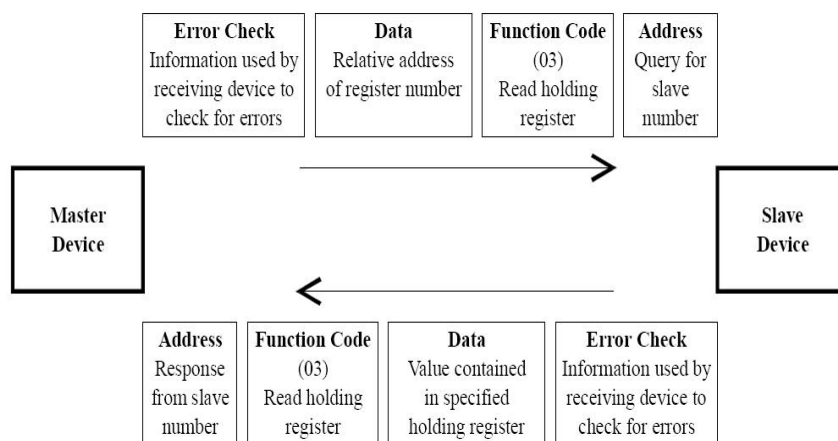 Error Check
Information used by
receiving device to
check for errors
Data
Relative address
of register number
Function Code
(03)
Read holding
register
Address
Query for
slave
number
Master
Device
Slave
Device
Address
Response
from slave
number
Function Code
(03)
Read holding
register
Data
Value contained
in specified
holding register
Error Check
Information used by
receiving device to
check for errors